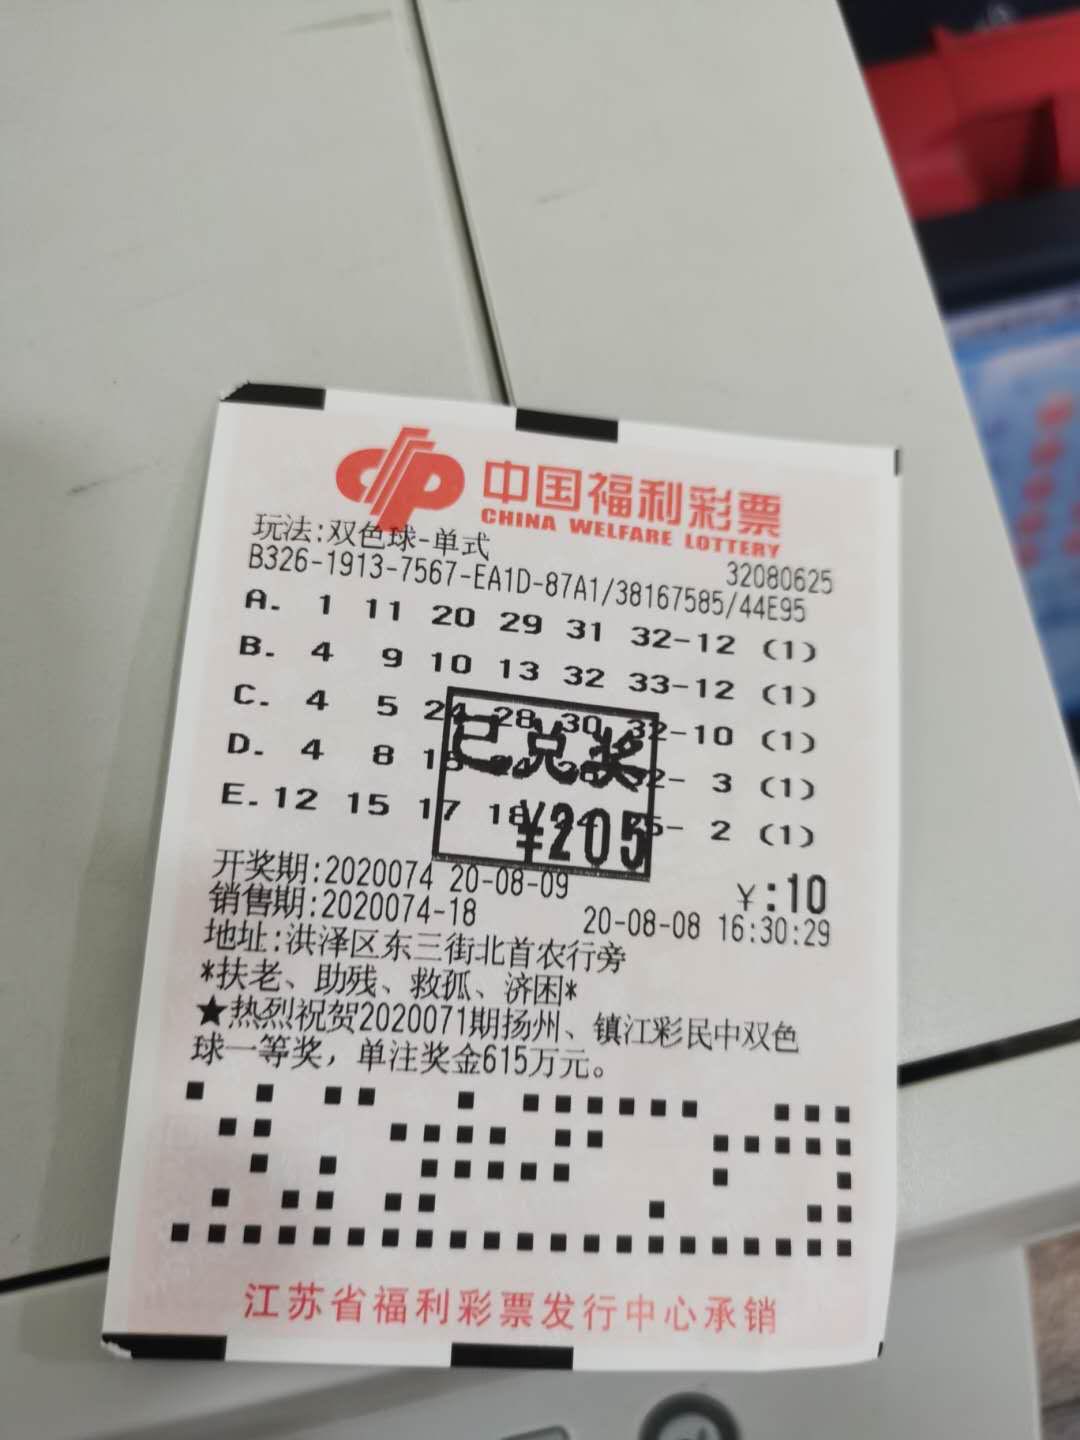 中国福利彩票
CHINA WELFARE LOTTERY
玩法:双色球-单式
32080625
B326-1913-7567-EA1D-87A1/38167585/44E95
A. 1 11 20 29 31 32-12 (1)
B. 4 9 10 13 32 33-12 (1)
C. 4 5 24 28 30 32-10 (1)
D. 4 8 - 3 (1)
E. 12 15 17 18 - 2 (1)
已兑奖
¥205
开奖期:2020074 20-08-09
¥:10
销售期:2020074-18
20-08-08 16:30:29
地址:洪泽区东三街北首农行旁
*扶老、助残、救孤、济困*
★热烈祝贺2020071期扬州、镇江彩民中双色
球一等奖，单注奖金615万元。
江苏省福利彩票发行中心承销